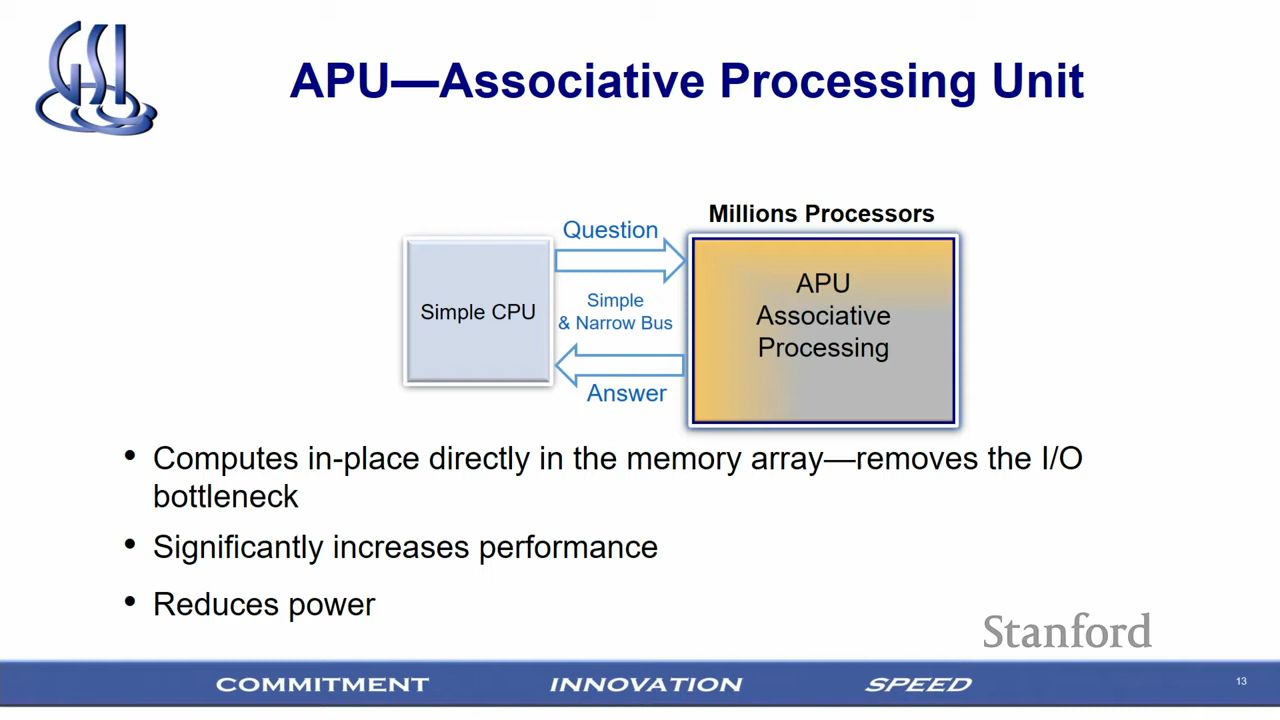 GSI
APU—Associative Processing Unit
Millions Processors
Question
Simple CPU
Simple
& Narrow Bus
Answer
APU
Associative
Processing
• Computes in-place directly in the memory array—removes the I/O
bottleneck
• Significantly increases performance
• Reduces power
Stanford
COMMITMENT INNOVATION SPEED 13